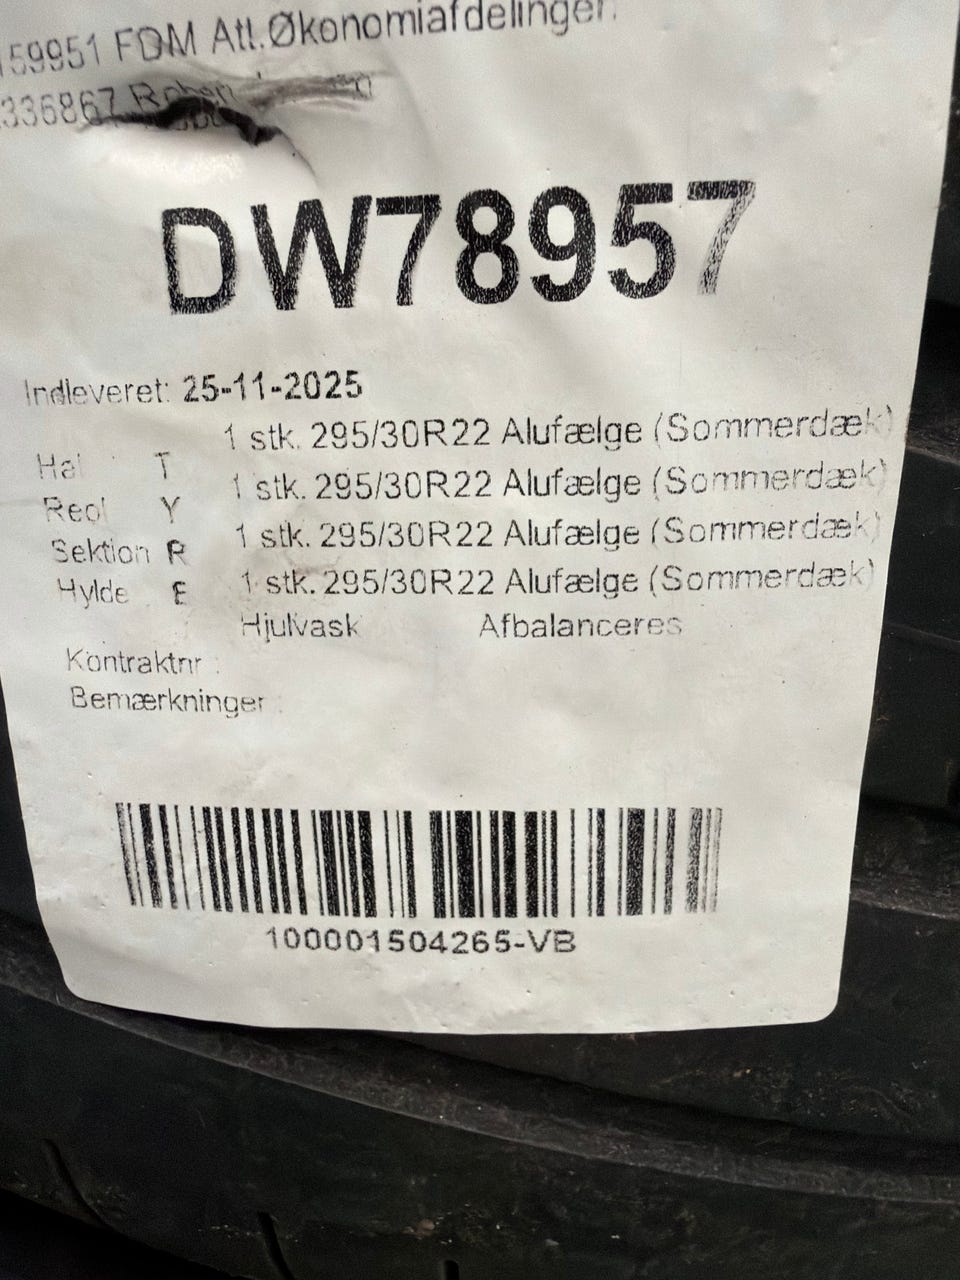 159951 FDM Att.Økonomiafdelingen
336867
DW78957
Indleveret: 25-11-2025
1 stk. 295/30R22 Alufælge (Sommerdæk)
Hal T
1 stk. 295/30R22 Alufælge (Sommerdæk)
Reol Y
1 stk. 295/30R22 Alufælge (Sommerdæk)
Sektion R
1 stk. 295/30R22 Alufælge (Sommerdæk)
Hylde E
Hjulvask Afbalanceres
Kontraktnr :
Bemærkninger :
100001504265-VB